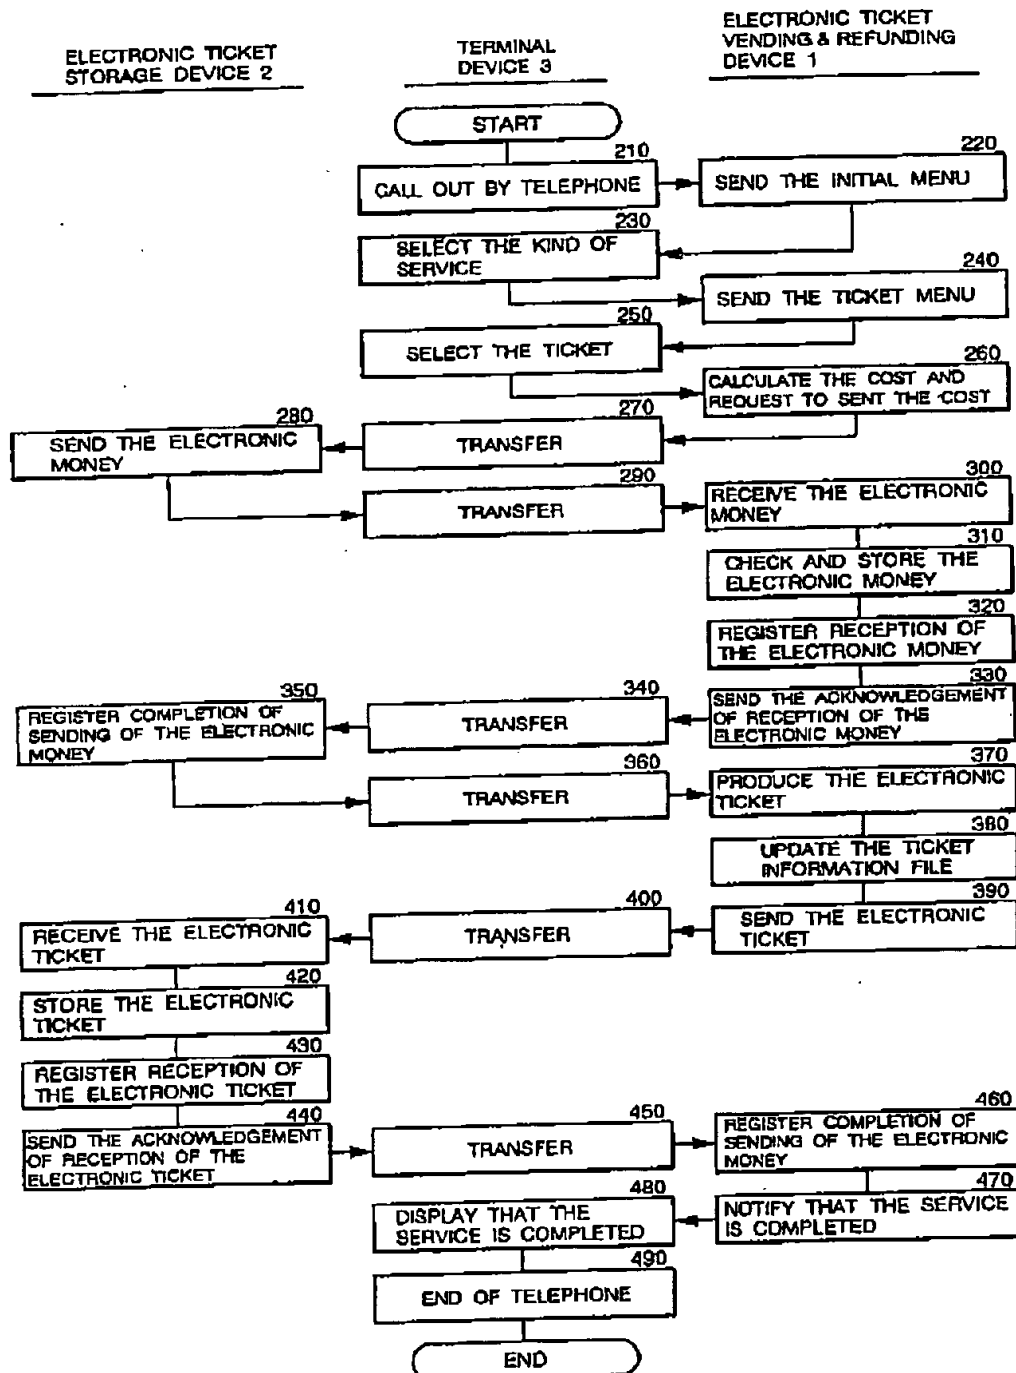 ELECTRONIC TICKET
STORAGE DEVICE 2
TERMINAL
DEVICE 3
ELECTRONIC TICKET
VENDING & REFUNDING
DEVICE 1
START
210
CALL OUT BY TELEPHONE
220
SEND THE INITIAL MENU
230
SELECT THE KIND OF
SERVICE
240
SEND THE TICKET MENU
250
SELECT THE TICKET
260
CALCULATE THE COST AND
REQUEST TO SENT THE COST
270
TRANSFER
280
SEND THE ELECTRONIC
MONEY
290
TRANSFER
300
RECEIVE THE ELECTRONIC
MONEY
310
CHECK AND STORE THE
ELECTRONIC MONEY
320
REGISTER RECEPTION OF
THE ELECTRONIC MONEY
330
SEND THE ACKNOWLEDGEMENT
OF RECEPTION OF THE
ELECTRONIC MONEY
340
TRANSFER
350
REGISTER COMPLETION OF
SENDING OF THE ELECTRONIC
MONEY
360
TRANSFER
370
PRODUCE THE ELECTRONIC
TICKET
380
UPDATE THE TICKET
INFORMATION FILE
390
SEND THE ELECTRONIC
TICKET
400
TRANSFER
410
RECEIVE THE ELECTRONIC
TICKET
420
STORE THE ELECTRONIC
TICKET
430
REGISTER RECEPTION OF
THE ELECTRONIC TICKET
440
SEND THE ACKNOWLEDGEMENT
OF RECEPTION OF THE
ELECTRONIC TICKET
450
TRANSFER
460
REGISTER COMPLETION OF
SENDING OF THE ELECTRONIC
MONEY
470
NOTIFY THAT THE SERVICE
IS COMPLETED
480
DISPLAY THAT THE
SERVICE IS COMPLETED
490
END OF TELEPHONE
END